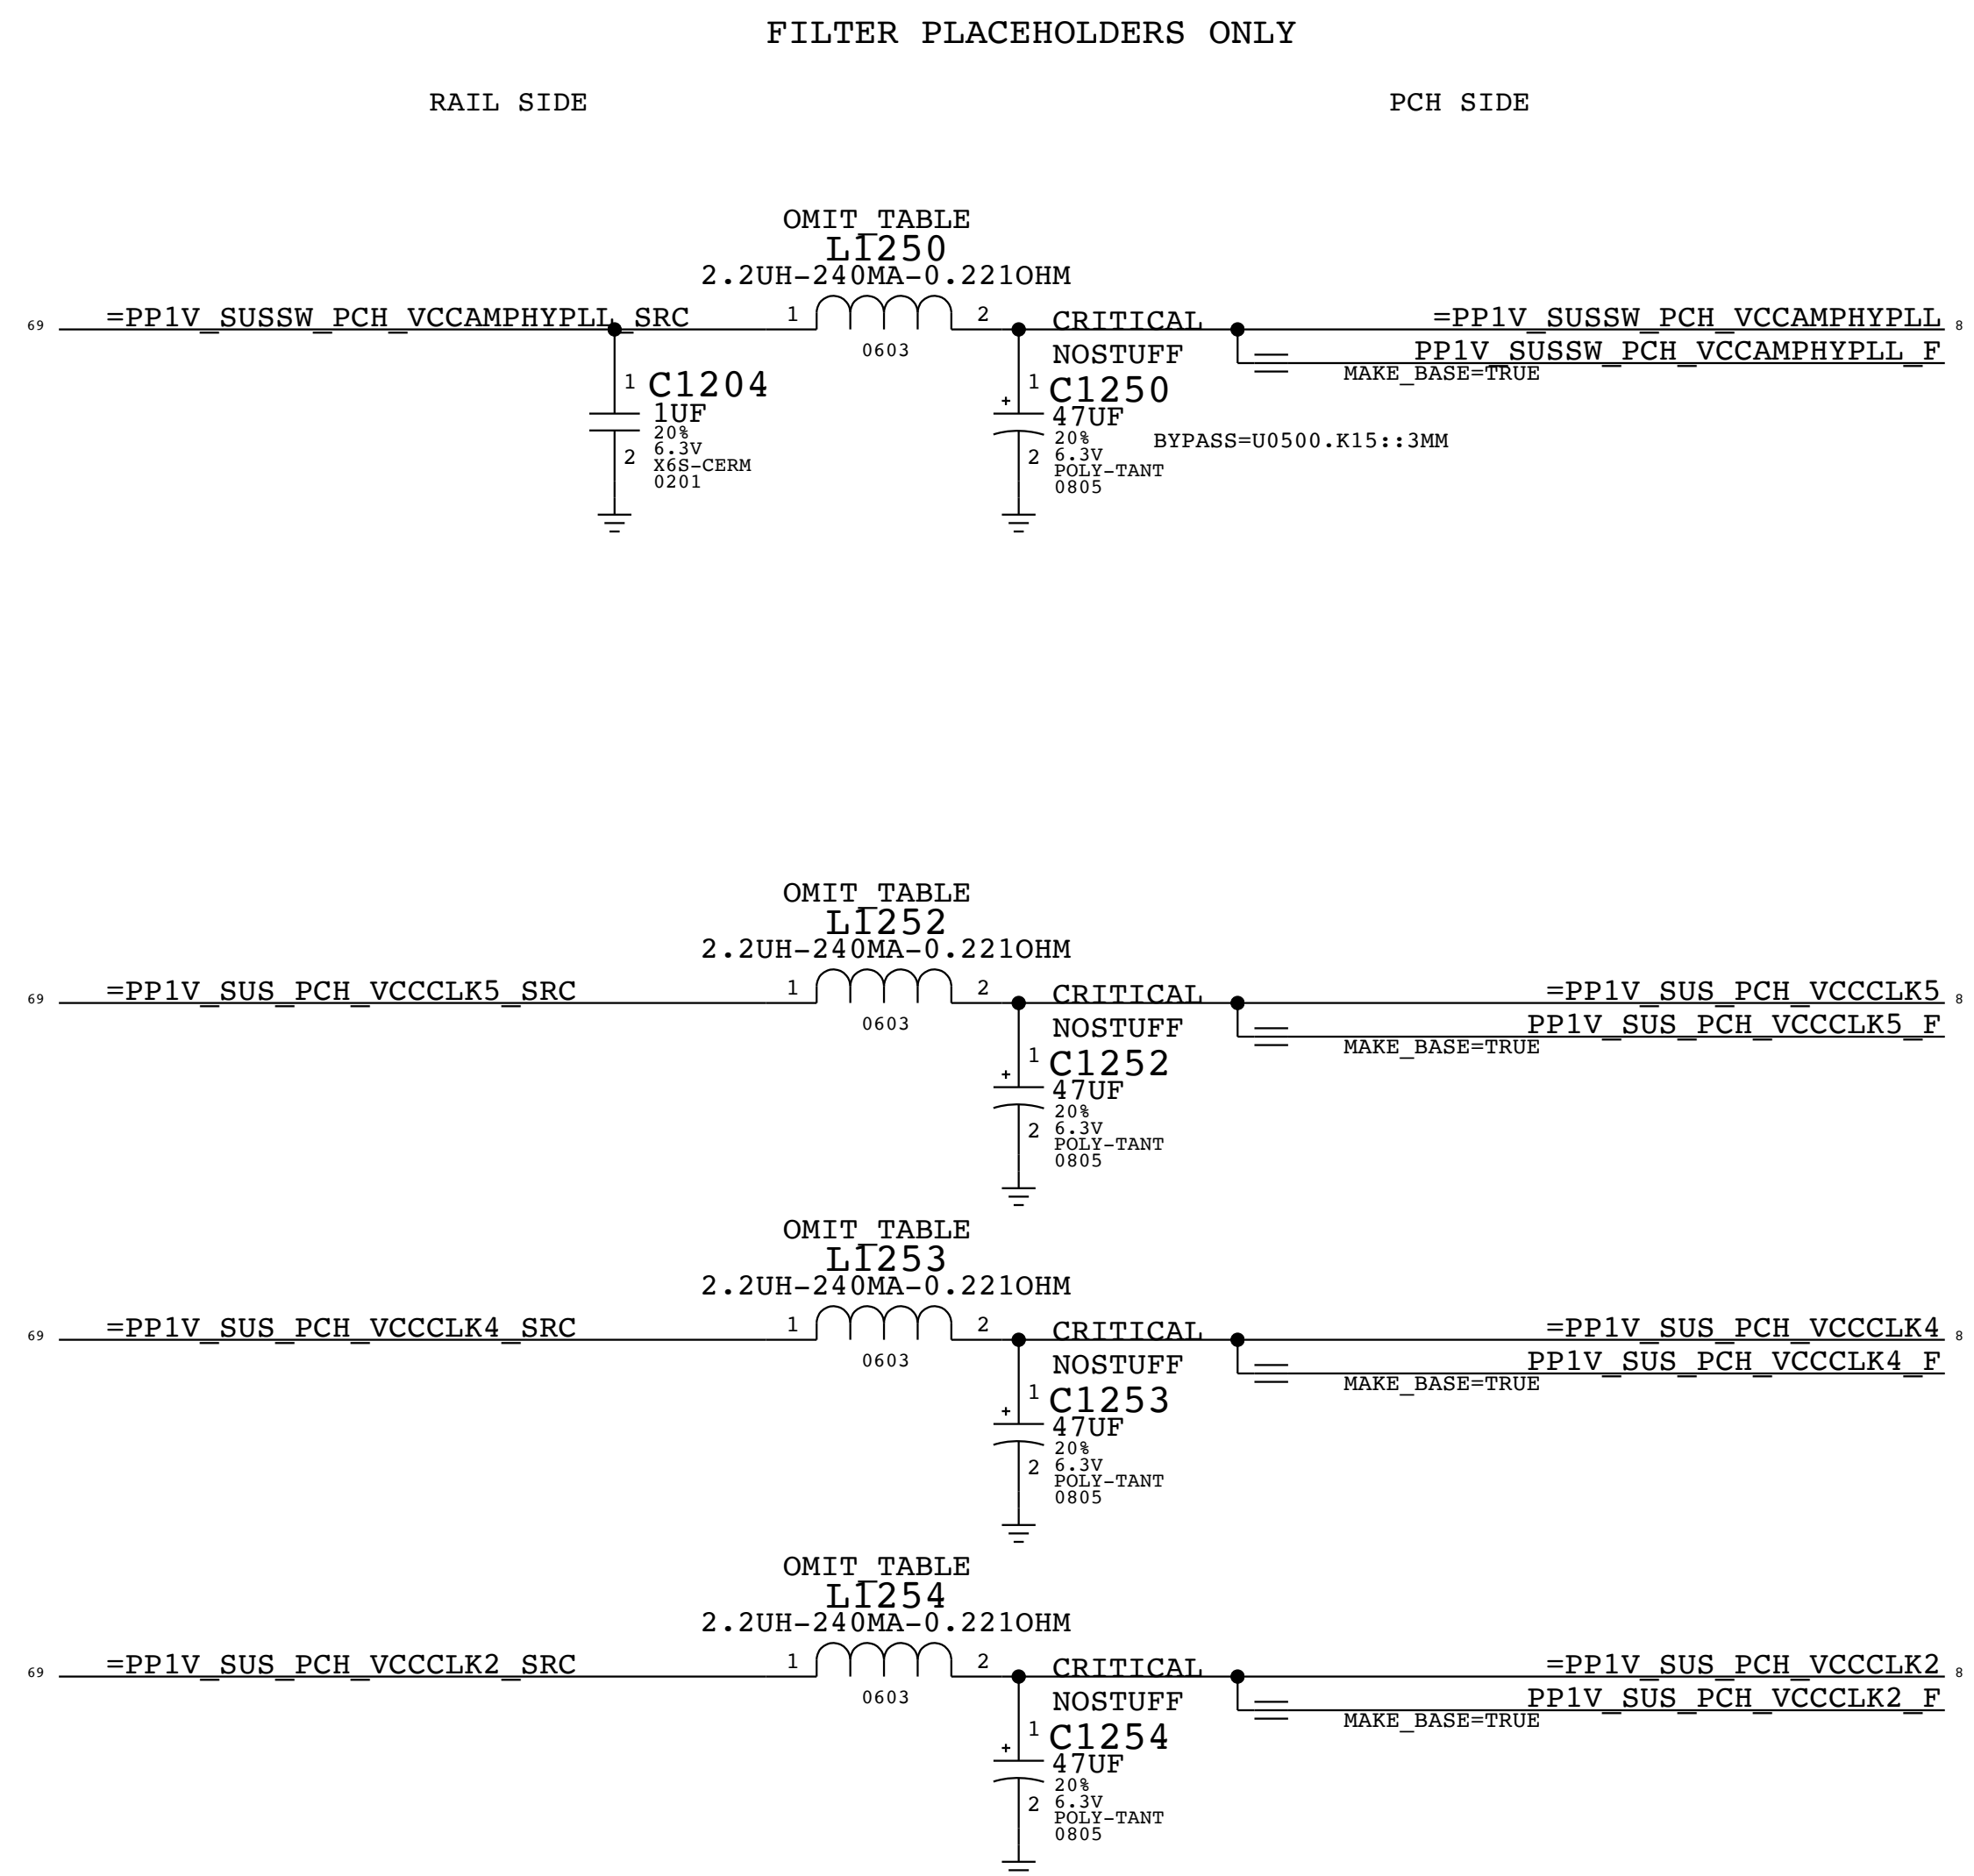 FILTER PLACEHOLDERS ONLY
RAIL SIDE
PCH SIDE
OMIT_TABLE
L1250
2.2UH-240MA-0.221OHM
69
=PP1V_SUSSW_PCH_VCCAMPHYPLL_SRC
1
2
0603
CRITICAL
=PP1V_SUSSW_PCH_VCCAMPHYPLL
8
NOSTUFF
PP1V_SUSSW_PCH_VCCAMPHYPLL_F
MAKE_BASE=TRUE
1
C1204
1UF
20%
6.3V
X6S-CERM
0201
2
1
C1250
+
47UF
20%
6.3V
POLY-TANT
0805
2
BYPASS=U0500.K15::3MM
OMIT_TABLE
L1252
2.2UH-240MA-0.221OHM
69
=PP1V_SUS_PCH_VCCCLK5_SRC
1
2
0603
CRITICAL
=PP1V_SUS_PCH_VCCCLK5
8
NOSTUFF
PP1V_SUS_PCH_VCCCLK5_F
MAKE_BASE=TRUE
1
C1252
+
47UF
20%
6.3V
POLY-TANT
0805
2
OMIT_TABLE
L1253
2.2UH-240MA-0.221OHM
69
=PP1V_SUS_PCH_VCCCLK4_SRC
1
2
0603
CRITICAL
=PP1V_SUS_PCH_VCCCLK4
8
NOSTUFF
PP1V_SUS_PCH_VCCCLK4_F
MAKE_BASE=TRUE
1
C1253
+
47UF
20%
6.3V
POLY-TANT
0805
2
OMIT_TABLE
L1254
2.2UH-240MA-0.221OHM
69
=PP1V_SUS_PCH_VCCCLK2_SRC
1
2
0603
CRITICAL
=PP1V_SUS_PCH_VCCCLK2
8
NOSTUFF
PP1V_SUS_PCH_VCCCLK2_F
MAKE_BASE=TRUE
1
C1254
+
47UF
20%
6.3V
POLY-TANT
0805
2